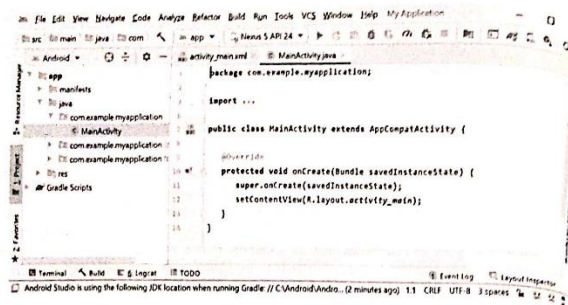 File Edit View Navigate Code Analyze Refactor Build Run Tools VCS Window Help My Application
src main java com app Nexus 5 API 24
Android activity_main.xml MainActivity.java
app
manifests
java
com.example.myapplication
MainActivity
com.example.myapplication
com.example.myapplication
res
Gradle Scripts
Resource Manager
1: Project
2: Favorites
package com.example.myapplication;
import ...
public class MainActivity extends AppCompatActivity {
@Override
protected void onCreate(Bundle savedInstanceState) {
super.onCreate(savedInstanceState);
setContentView(R.layout.activity_main);
}
}
Terminal Build 6: Logcat TODO Event Log Layout Inspector
Android Studio is using the following JDK location when running Gradle: // C:\Android\Andro... (2 minutes ago) 1:1 CRLF UTF-8 3 spaces